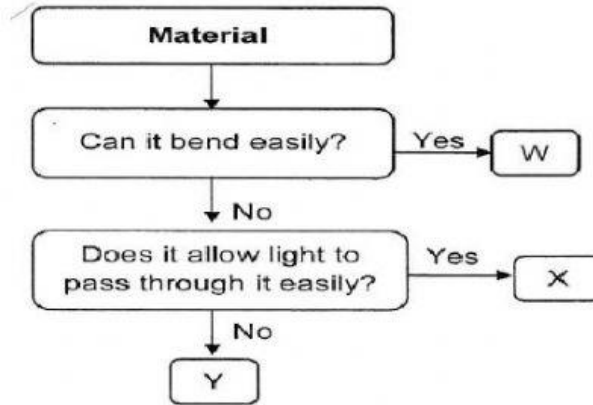 Material
Can it bend easily?
Yes
W
No
Does it allow light to
pass through it easily?
Yes
X
No
Y